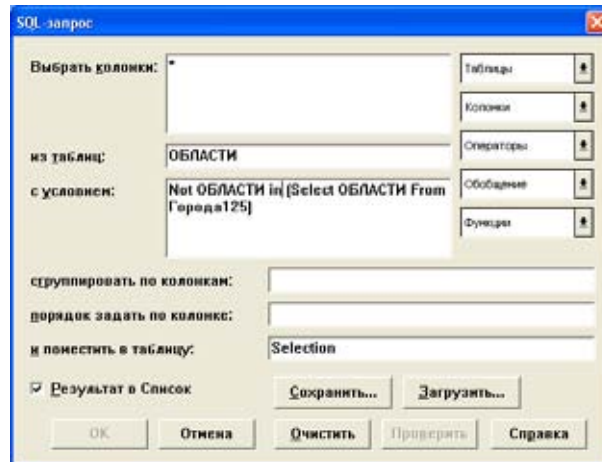 SQL-запрос
Выбрать колонки: *
Таблицы
Колонки
Операторы
Обобщение
Функции
из таблиц: ОБЛАСТИ
с условием: Not ОБЛАСТИ in (Select ОБЛАСТИ From
Города125)
сгруппировать по колонкам:
порядок задать по колонке:
и поместить в таблицу: Selection
Результат в Список
Сохранить... Загрузить...
OK Отмена Очистить Проверить Справка